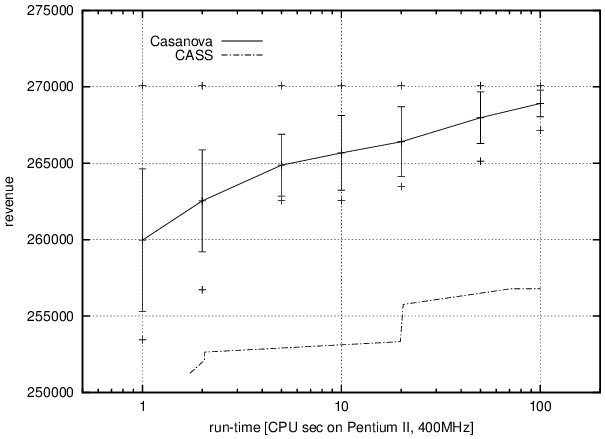 275000
Casanova
CASS
270000
265000
revenue
260000
255000
250000
1 10 100
run-time [CPU sec on Pentium II, 400MHz]